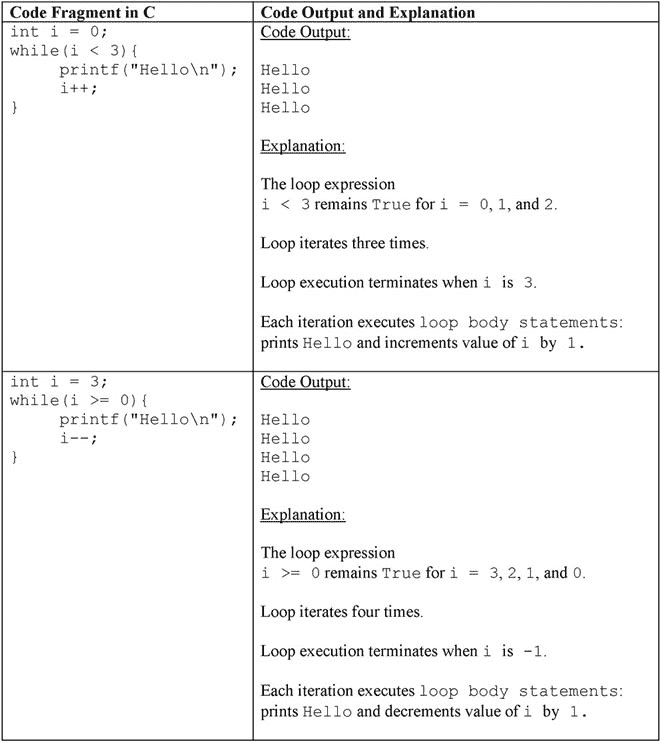 Code Fragment in C
Code Output and Explanation
int i = 0;
while(i < 3){
printf("Hello\n");
i++;
}
Code Output:
Hello
Hello
Hello
Explanation:
The loop expression
i < 3 remains True for i = 0, 1, and 2.
Loop iterates three times.
Loop execution terminates when i is 3.
Each iteration executes loop body statements:
prints Hello and increments value of i by 1.
int i = 3;
while(i >= 0){
printf("Hello\n");
i--;
}
Code Output:
Hello
Hello
Hello
Hello
Explanation:
The loop expression
i >= 0 remains True for i = 3, 2, 1, and 0.
Loop iterates four times.
Loop execution terminates when i is -1.
Each iteration executes loop body statements:
prints Hello and decrements value of i by 1.